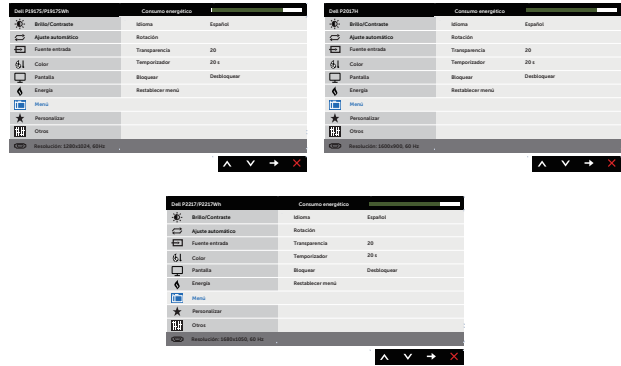 Dell P1917S/P1917SWh Consumo energético
Brillo/Contraste Idioma Español
Ajuste automático Rotación
Fuente entrada Transparencia 20
Color Temporizador 20 s
Pantalla Bloquear Desbloquear
Energía Restablecer menú
Menú
Personalizar
Otros
Resolución: 1280x1024, 60Hz
Dell P2017H Consumo energético
Brillo/Contraste Idioma Español
Ajuste automático Rotación
Fuente entrada Transparencia 20
Color Temporizador 20 s
Pantalla Bloquear Desbloquear
Energía Restablecer menú
Menú
Personalizar
Otros
Resolución: 1600x900, 60 Hz
Dell P2217/P2217Wh Consumo energético
Brillo/Contraste Idioma Español
Ajuste automático Rotación
Fuente entrada Transparencia 20
Color Temporizador 20 s
Pantalla Bloquear Desbloquear
Energía Restablecer menú
Menú
Personalizar
Otros
Resolución: 1680x1050, 60 Hz